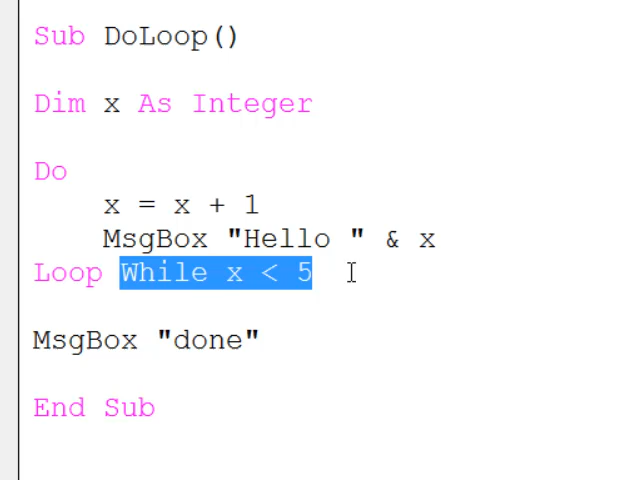 Sub DoLoop()
Dim x As Integer
Do
x = x + 1
MsgBox "Hello " & x
Loop While x < 5
MsgBox "done"
End Sub